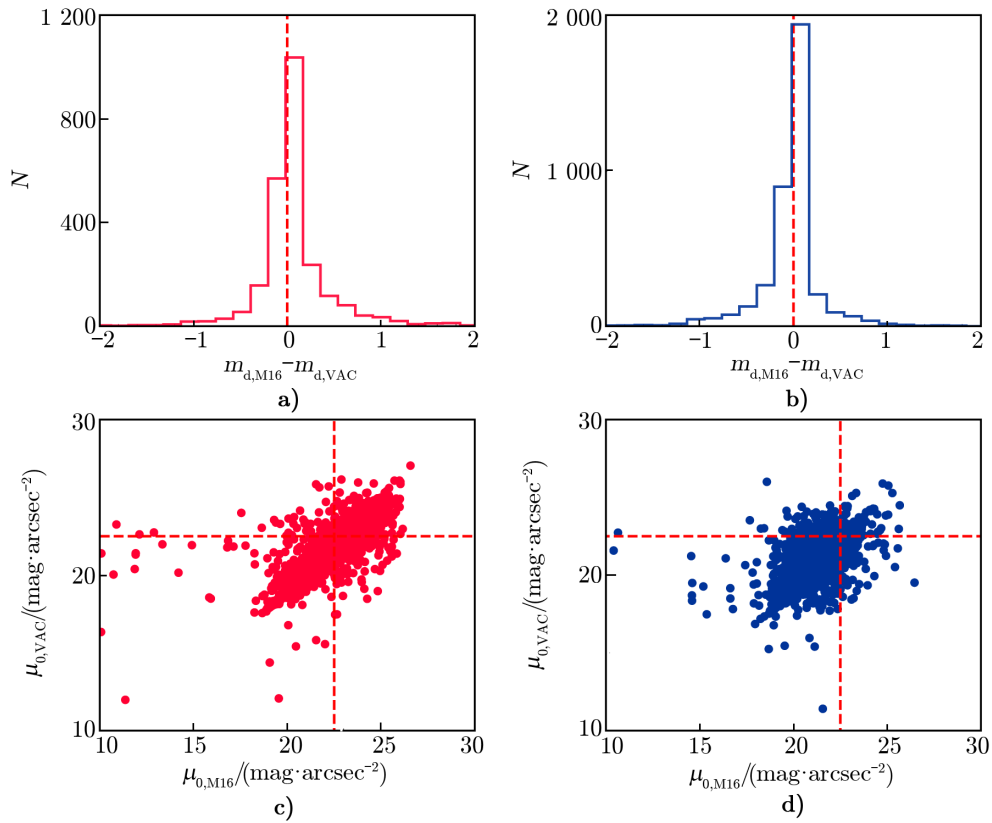 1 200
800
400
0
N
−2
−1
0
1
2
m_d,M16−m_d,VAC
a)
2 000
1 000
0
N
−2
−1
0
1
2
m_d,M16−m_d,VAC
b)
30
20
10
μ_0,VAC/(mag·arcsec⁻²)
10
15
20
25
30
μ_0,M16/(mag·arcsec⁻²)
c)
30
20
10
μ_0,VAC/(mag·arcsec⁻²)
10
15
20
25
30
μ_0,M16/(mag·arcsec⁻²)
d)